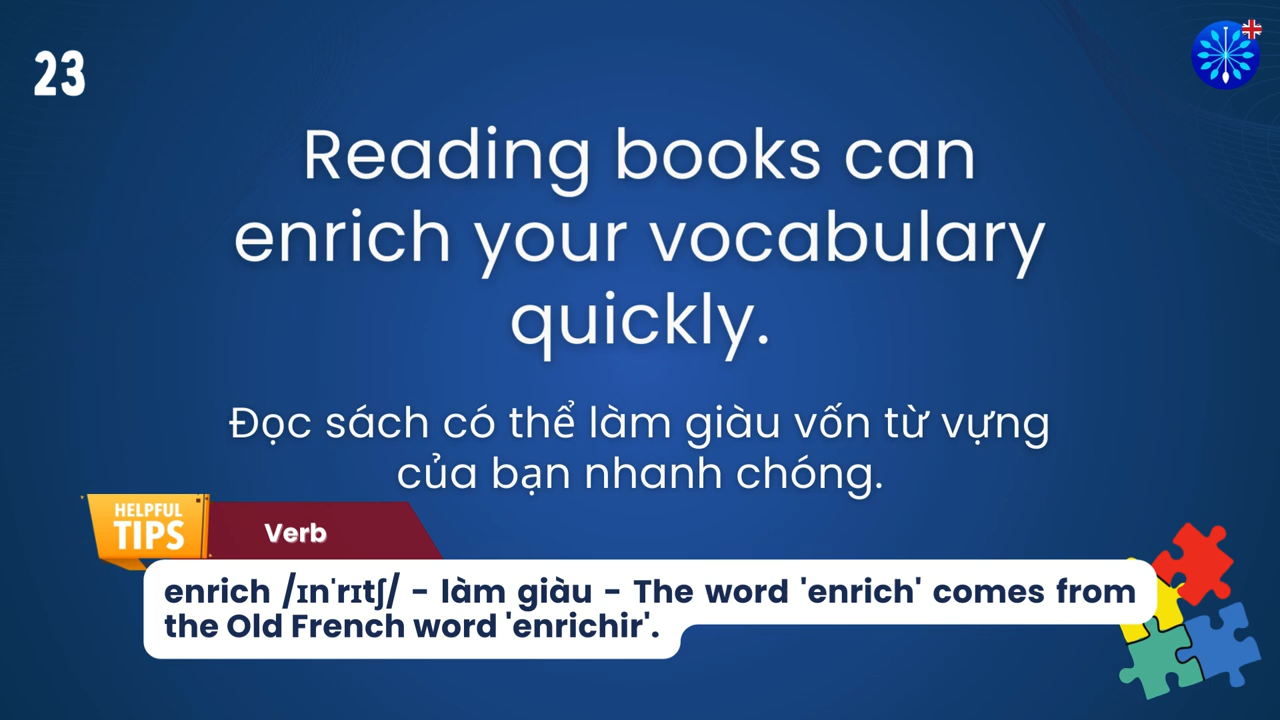 23
Reading books can
enrich your vocabulary
quickly.
Đọc sách có thể làm giàu vốn từ vựng
của bạn nhanh chóng.
HELPFUL
TIPS
Verb
enrich /ɪnˈrɪtʃ/ - làm giàu - The word 'enrich' comes from
the Old French word 'enrichir'.